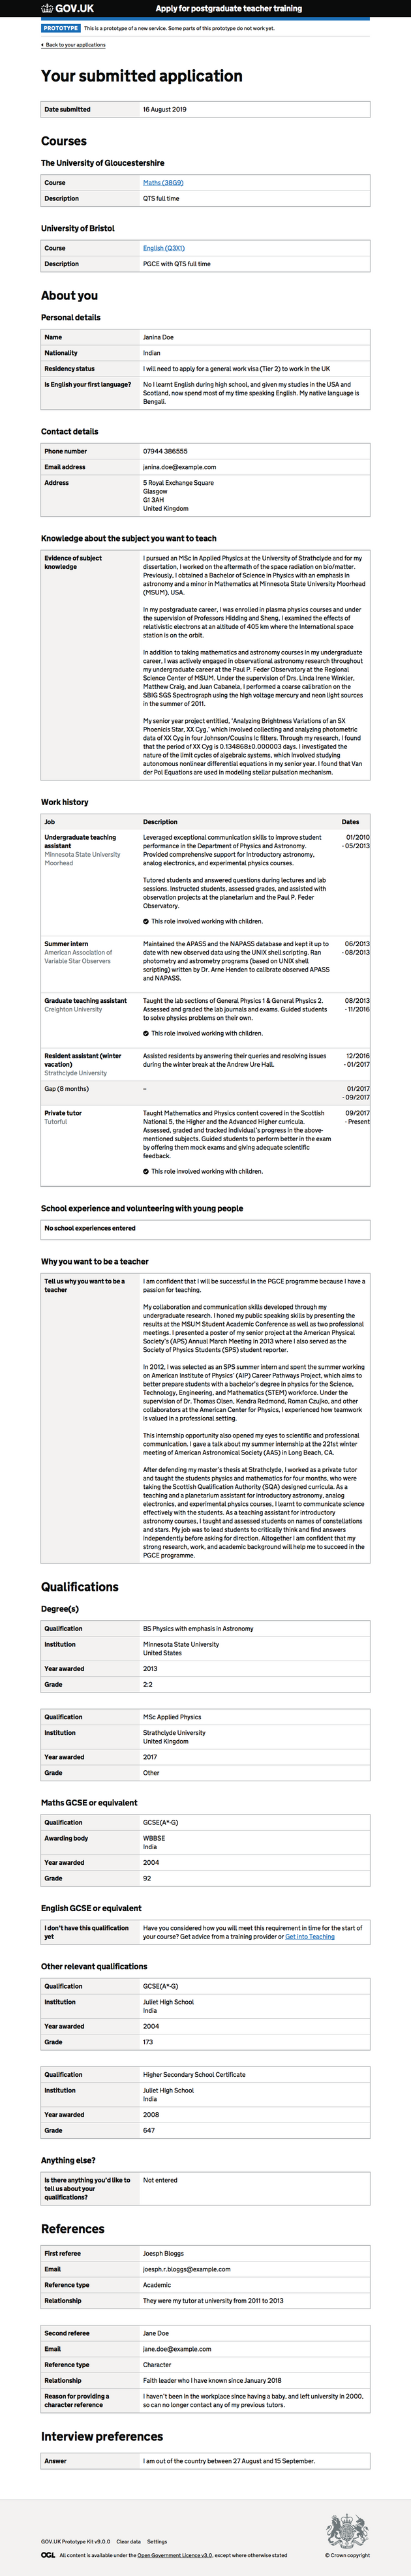 GOV.UK
Apply for postgraduate teacher training
PROTOTYPE This is a prototype of a new service. Some parts of this prototype do not work yet.
Back to your applications
Your submitted application
Date submitted 16 August 2019
Courses
The University of Gloucestershire
Course Maths (38G9)
Description QTS full time
University of Bristol
Course English (Q3X1)
Description PGCE with QTS full time
About you
Personal details
Name Janina Doe
Nationality Indian
Residency status I will need to apply for a general work visa (Tier 2) to work in the UK
Is English your first language? No I learnt English during high school, and given my studies in the USA and
Scotland, now spend most of my time speaking English. My native language is
Bengali.
Contact details
Phone number 07944 386555
Email address janina.doe@example.com
Address 5 Royal Exchange Square
Glasgow
G1 3AH
United Kingdom
Knowledge about the subject you want to teach
Evidence of subject knowledge
I pursued an MSc in Applied Physics at the University of Strathclyde and for my
dissertation, I worked on the aftermath of the space radiation on bio/matter.
Previously, I obtained a Bachelor of Science in Physics with an emphasis in
astronomy and a minor in Mathematics at Minnesota State University Moorhead
(MSUM), USA.
In my postgraduate career, I was enrolled in plasma physics courses and under
the supervision of Professors Hidding and Sheng, I examined the effects of
relativistic electrons at an altitude of 405 km where the international space
station is on the orbit.
In addition to taking mathematics and astronomy courses in my undergraduate
career, I was actively engaged in observational astronomy research throughout
my undergraduate career at the Paul P. Feder Observatory at the Regional
Science Center of MSUM. Under the supervision of Drs. Linda Irene Winkler,
Matthew Craig, and Juan Cabanela, I performed a coarse calibration on the
SBIG SGS Spectrograph using the high voltage mercury and neon light sources
in the summer of 2011.
My senior year project entitled, 'Analyzing Brightness Variations of an SX
Phoenicis Star, XX Cyg,' which involved collecting and analyzing photometric
data of XX Cyg in four Johnson/Cousins Ic filters. Through my research, I found
that the period of XX Cyg is 0.134868±0.000003 days. I investigated the
nature of the limit cycles of algebraic systems, which involved studying
autonomous nonlinear differential equations in my senior year. I found that Van
der Pol Equations are used in modeling stellar pulsation mechanism.
Work history
Job Description Dates
Undergraduate teaching assistant
Minnesota State University Moorhead
Leveraged exceptional communication skills to improve student
performance in the Department of Physics and Astronomy.
Provided comprehensive support for Introductory astronomy,
analog electronics, and experimental physics courses.
01/2010
- 05/2013
Tutored students and answered questions during lectures and lab
sessions. Instructed students, assessed grades, and assisted with
observation projects at the planetarium and the Paul P. Feder
Observatory.
This role involved working with children.
Summer intern
American Association of
Variable Star Observers
Maintained the APASS and the NAPASS database and kept it up to
date with new observed data using the UNIX shell scripting. Ran
photometry and astrometry programs (based on UNIX shell
scripting) written by Dr. Arne Henden to calibrate observed APASS
and NAPASS.
06/2013
- 08/2013
Graduate teaching assistant
Creighton University
Taught the lab sections of General Physics 1 & General Physics 2.
Assessed and graded the lab journals and exams. Guided students
to solve physics problems on their own.
08/2013
- 11/2016
This role involved working with children.
Resident assistant (winter vacation)
Strathclyde University
Assisted residents by answering their queries and resolving issues
during the winter break at the Andrew Ure Hall.
12/2016
- 01/2017
Gap (8 months) – 01/2017
- 09/2017
Private tutor
Tutorful
Taught Mathematics and Physics content covered in the Scottish
National 5, the Higher and the Advanced Higher curricula.
Assessed, graded and tracked individual's progress in the above-
mentioned subjects. Guided students to perform better in the exam
by offering them mock exams and giving adequate scientific
feedback.
09/2017
- Present
This role involved working with children.
School experience and volunteering with young people
No school experiences entered
Why you want to be a teacher
Tell us why you want to be a teacher
I am confident that I will be successful in the PGCE programme because I have a
passion for teaching.
My collaboration and communication skills developed through my
undergraduate research. I honed my public speaking skills by presenting the
results at the MSUM Student Academic Conference as well as two professional
meetings. I presented a poster of my senior project at the American Physical
Society's (APS) Annual March Meeting in 2013 where I also served as the
Society of Physics Students (SPS) student reporter.
In 2012, I was selected as an SPS summer intern and spent the summer working
on American Institute of Physics' (AIP) Career Pathways Project, which aims to
better prepare students with a bachelor's degree in physics for the Science,
Technology, Engineering, and Mathematics (STEM) workforce. Under the
supervision of Dr. Thomas Olsen, Kendra Redmond, Roman Czujko, and other
collaborators at the American Center for Physics, I experienced how teamwork
is valued in a professional setting.
This internship opportunity also opened my eyes to scientific and professional
communication. I gave a talk about my summer internship at the 221st winter
meeting of American Astronomical Society (AAS) in Long Beach, CA.
After defending my master's thesis at Strathclyde, I worked as a private tutor
and taught the students physics and mathematics for four months, who were
taking the Scottish Qualification Authority (SQA) designed curricula. As a
teaching and a planetarium assistant for introductory astronomy, analog
electronics, and experimental physics courses, I learnt to communicate science
effectively with the students. As a teaching assistant for introductory
astronomy courses, I taught and assessed students on names of constellations
and stars. My job was to lead students to critically think and find answers
independently before asking for direction. Altogether I am confident that my
strong research, work, and academic background will help me to succeed in the
PGCE programme.
Qualifications
Degree(s)
Qualification BS Physics with emphasis in Astronomy
Institution Minnesota State University
United States
Year awarded 2013
Grade 2:2
Qualification MSc Applied Physics
Institution Strathclyde University
United Kingdom
Year awarded 2017
Grade Other
Maths GCSE or equivalent
Qualification GCSE(A*-G)
Awarding body WBBSE
India
Year awarded 2004
Grade 92
English GCSE or equivalent
I don't have this qualification yet
Have you considered how you will meet this requirement in time for the start of
your course? Get advice from a training provider or Get into Teaching
Other relevant qualifications
Qualification GCSE(A*-G)
Institution Juliet High School
India
Year awarded 2004
Grade 173
Qualification Higher Secondary School Certificate
Institution Juliet High School
India
Year awarded 2008
Grade 647
Anything else?
Is there anything you'd like to tell us about your qualifications?
Not entered
References
First referee Joesph Bloggs
Email joesph.r.bloggs@example.com
Reference type Academic
Relationship They were my tutor at university from 2011 to 2013
Second referee Jane Doe
Email jane.doe@example.com
Reference type Character
Relationship Faith leader who I have known since January 2018
Reason for providing a character reference
I haven't been in the workplace since having a baby, and left university in 2000,
so can no longer contact any of my previous tutors.
Interview preferences
Answer I am out of the country between 27 August and 15 September.
GOV.UK Prototype Kit v9.0.0 Clear data Settings
OGL All content is available under the Open Government Licence v3.0, except where otherwise stated
© Crown copyright